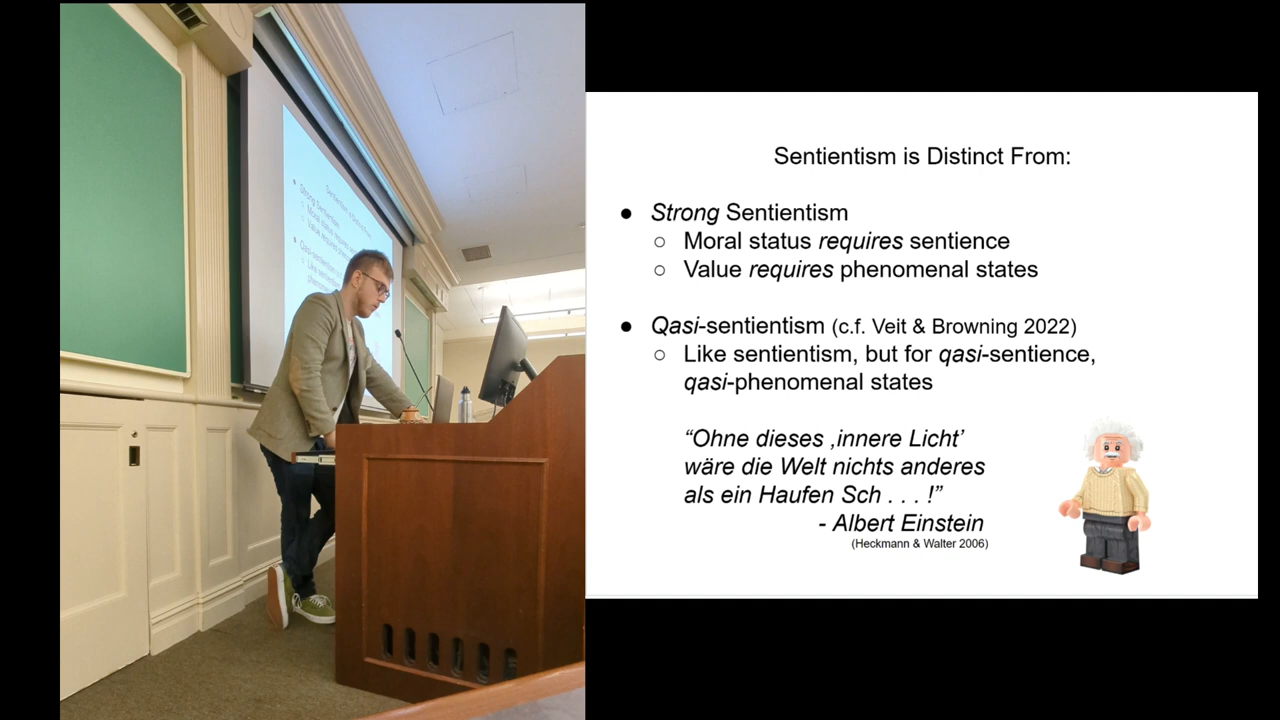 Sentientism is Distinct From:
● Strong Sentientism
○ Moral status requires sentience
○ Value requires phenomenal states
● Qasi-sentientism (c.f. Veit & Browning 2022)
○ Like sentientism, but for qasi-sentience,
qasi-phenomenal states
“Ohne dieses ‚innere Licht’
wäre die Welt nichts anderes
als ein Haufen Sch . . . !”
- Albert Einstein
(Heckmann & Walter 2006)